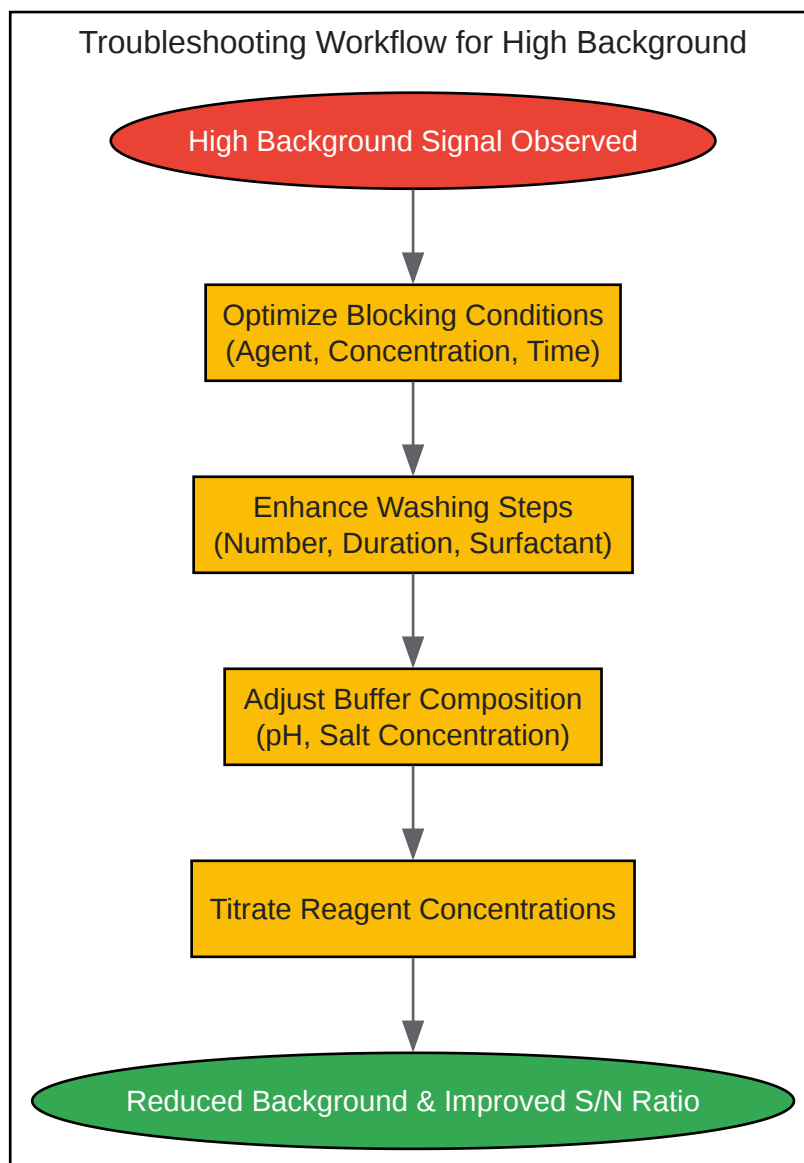 Troubleshooting Workflow for High Background
High Background Signal Observed
Optimize Blocking Conditions
(Agent, Concentration, Time)
Enhance Washing Steps
(Number, Duration, Surfactant)
Adjust Buffer Composition
(pH, Salt Concentration)
Titrate Reagent Concentrations
Reduced Background & Improved S/N Ratio